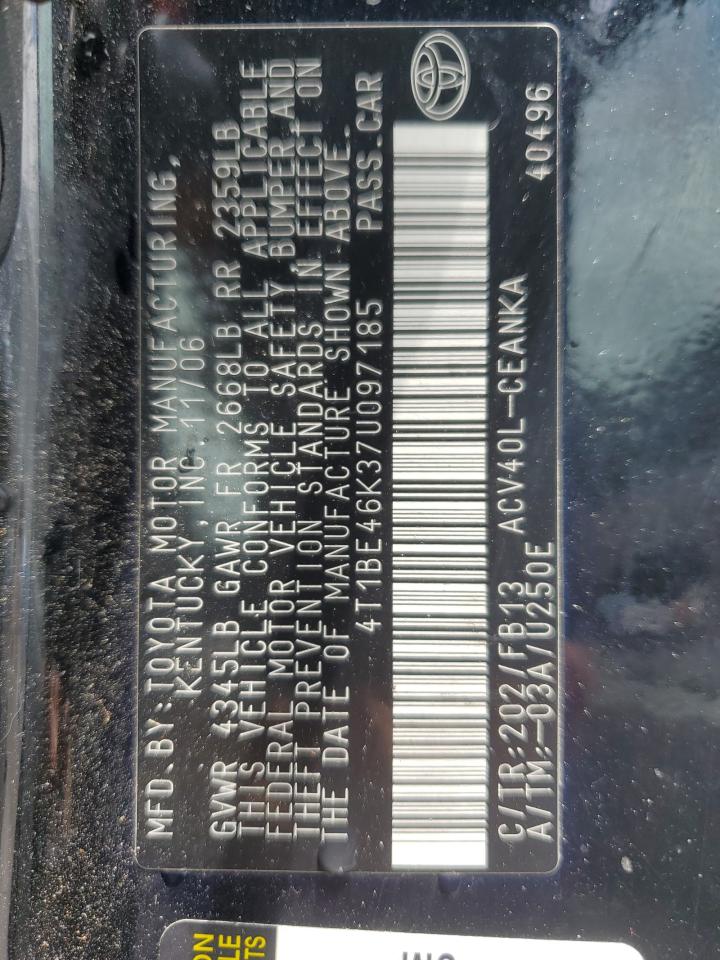 MFD.BY:TOYOTA MOTOR MANUFACTURING,
KENTUCKY, INC 11/06
GVWR 4345LB GAWR FR 2668LB RR 2359LB
THIS VEHICLE CONFORMS TO ALL APPLICABLE
FEDERAL MOTOR VEHICLE SAFETY, BUMPER AND
THEFT PREVENTION STANDARDS IN EFFECT ON
THE DATE OF MANUFACTURE SHOWN ABOVE.
4T1BE46K37U097185 PASS.CAR
C/TR:202/FB13 ACV40L-CEANKA 40496
A/TM:-03A/U250E